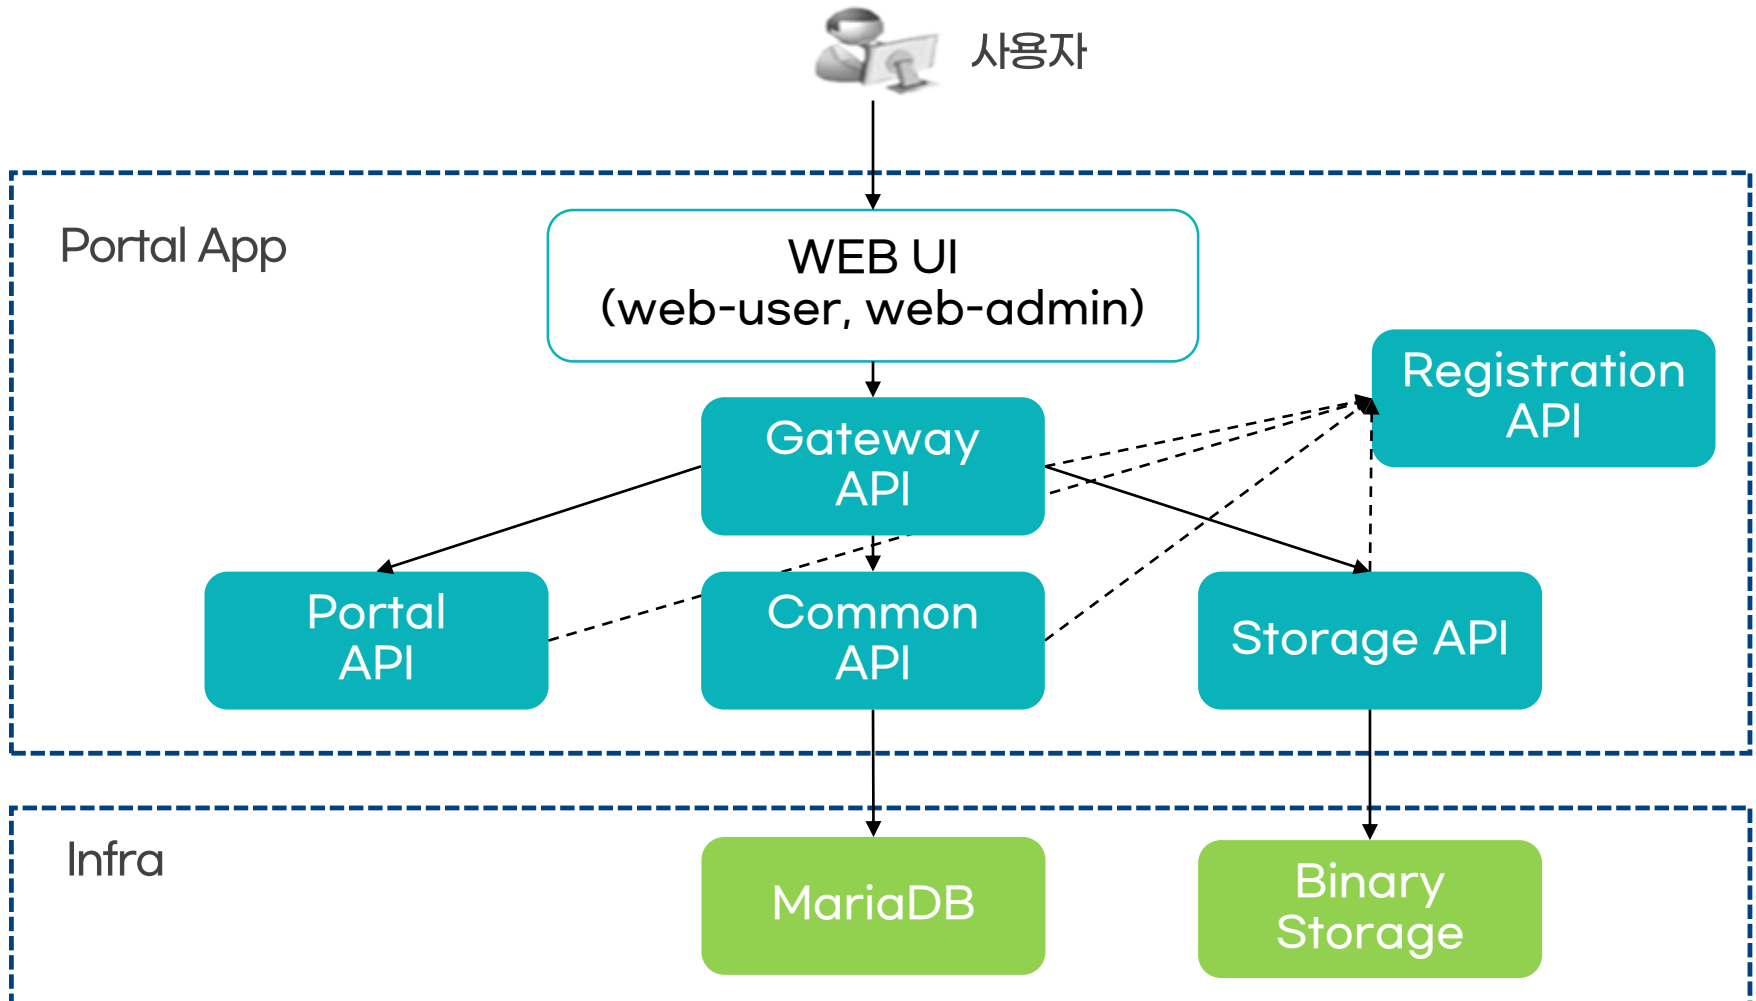 사용자
Portal App
WEB UI
(web-user, web-admin)
Registration
API
Gateway
API
Portal
API
Common
API
Storage API
Infra
MariaDB
Binary
Storage